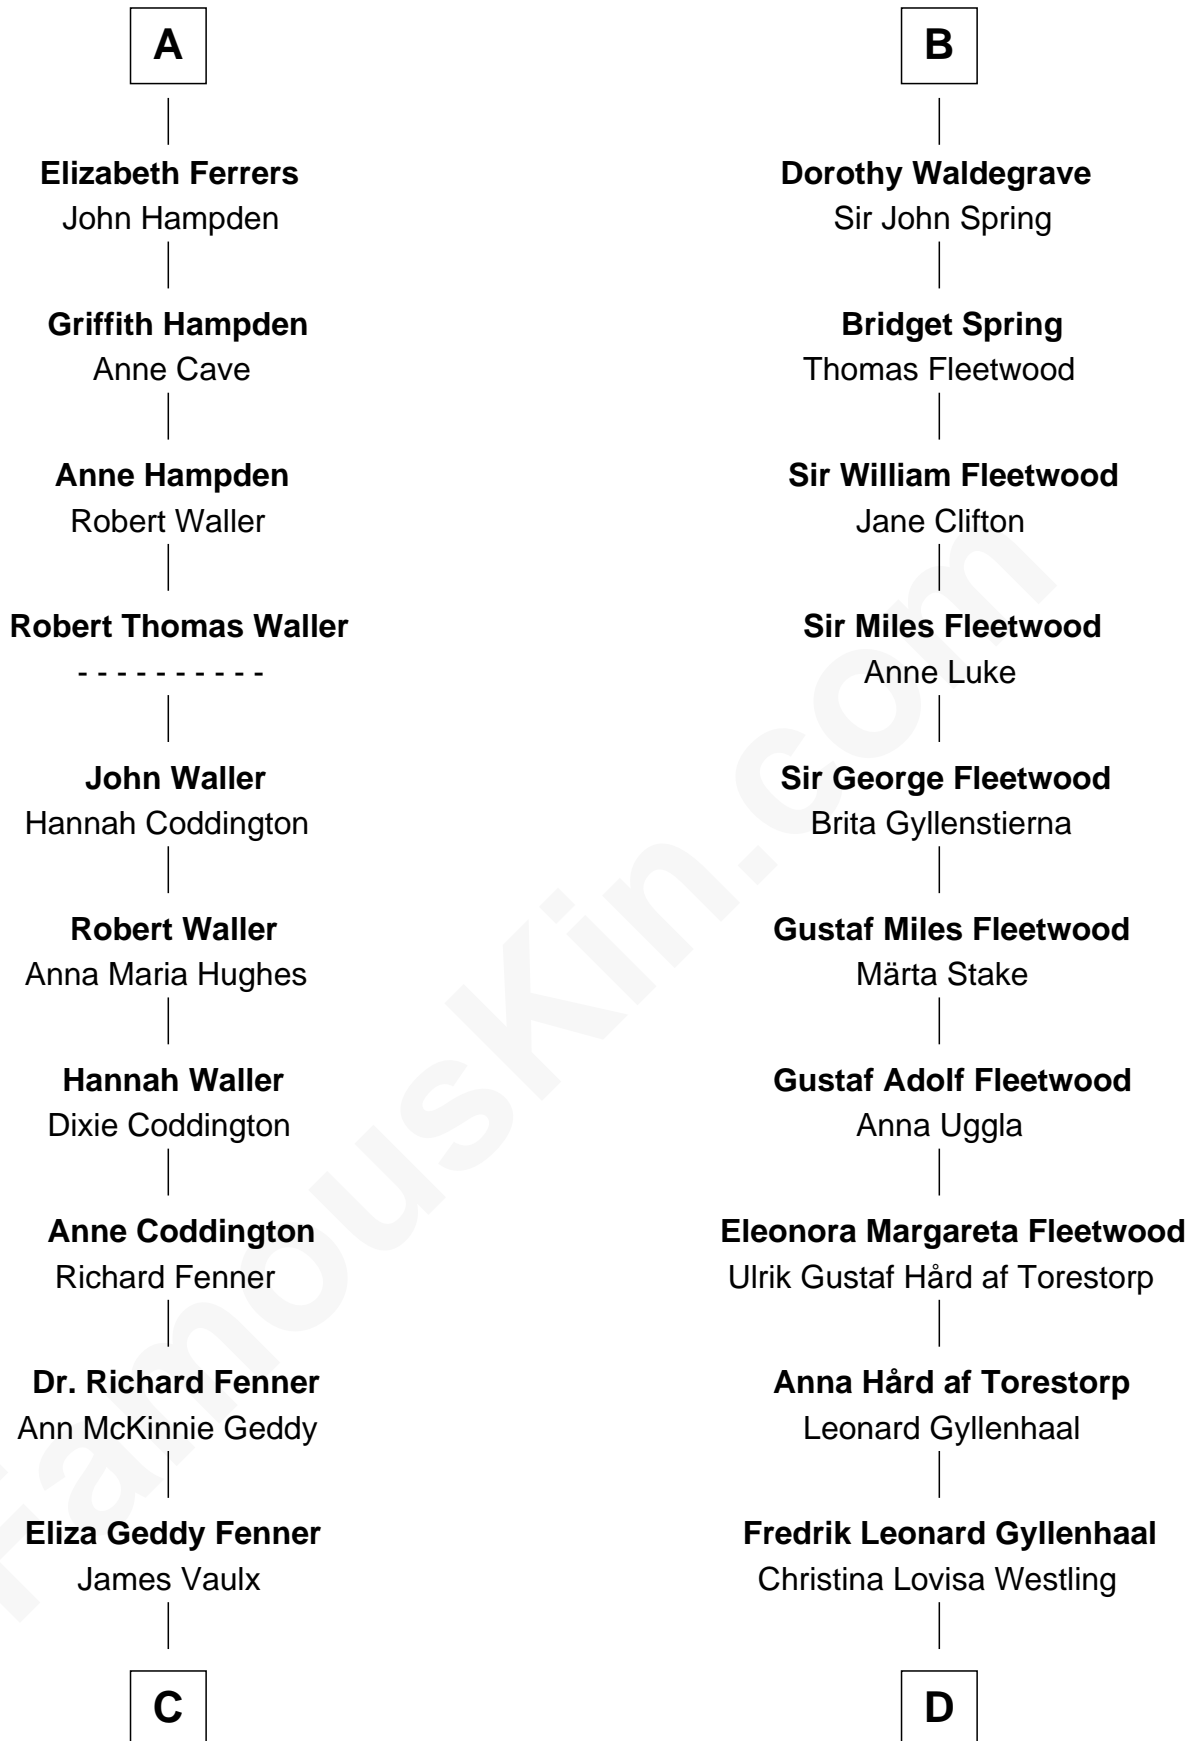 A
Elizabeth Ferrers
John Hampden
Griffith Hampden
Anne Cave
Anne Hampden
Robert Waller
Robert Thomas Waller
- - - - - - - - - -
John Waller
Hannah Coddington
Robert Waller
Anna Maria Hughes
Hannah Waller
Dixie Coddington
Anne Coddington
Richard Fenner
Dr. Richard Fenner
Ann McKinnie Geddy
Eliza Geddy Fenner
James Vaulx
C
B
Dorothy Waldegrave
Sir John Spring
Bridget Spring
Thomas Fleetwood
Sir William Fleetwood
Jane Clifton
Sir Miles Fleetwood
Anne Luke
Sir George Fleetwood
Brita Gyllenstierna
Gustaf Miles Fleetwood
Märta Stake
Gustaf Adolf Fleetwood
Anna Uggla
Eleonora Margareta Fleetwood
Ulrik Gustaf Hård af Torestorp
Anna Hård af Torestorp
Leonard Gyllenhaal
Fredrik Leonard Gyllenhaal
Christina Lovisa Westling
D
FamousKin.com